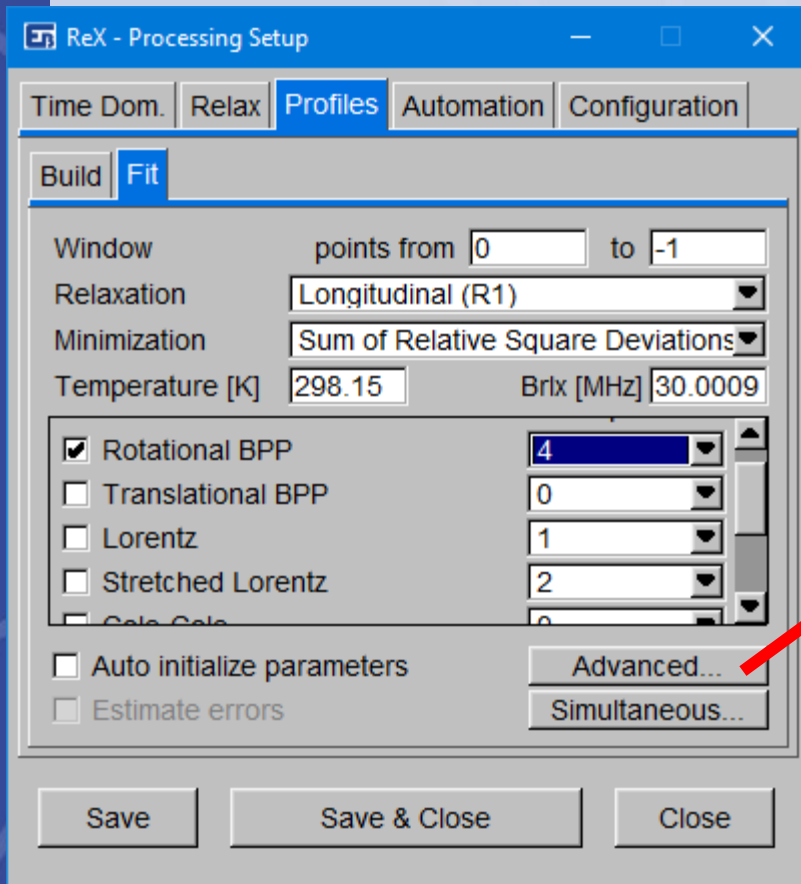 ReX - Processing Setup
Time Dom. Relax Profiles Automation Configuration
Build Fit
Window points from 0 to -1
Relaxation Longitudinal (R1)
Minimization Sum of Relative Square Deviations
Temperature [K] 298.15 Brlx [MHz] 30.0009
Rotational BPP 4
Translational BPP 0
Lorentz 1
Stretched Lorentz 2
Auto initialize parameters Advanced...
Estimate errors Simultaneous...
Save Save & Close Close